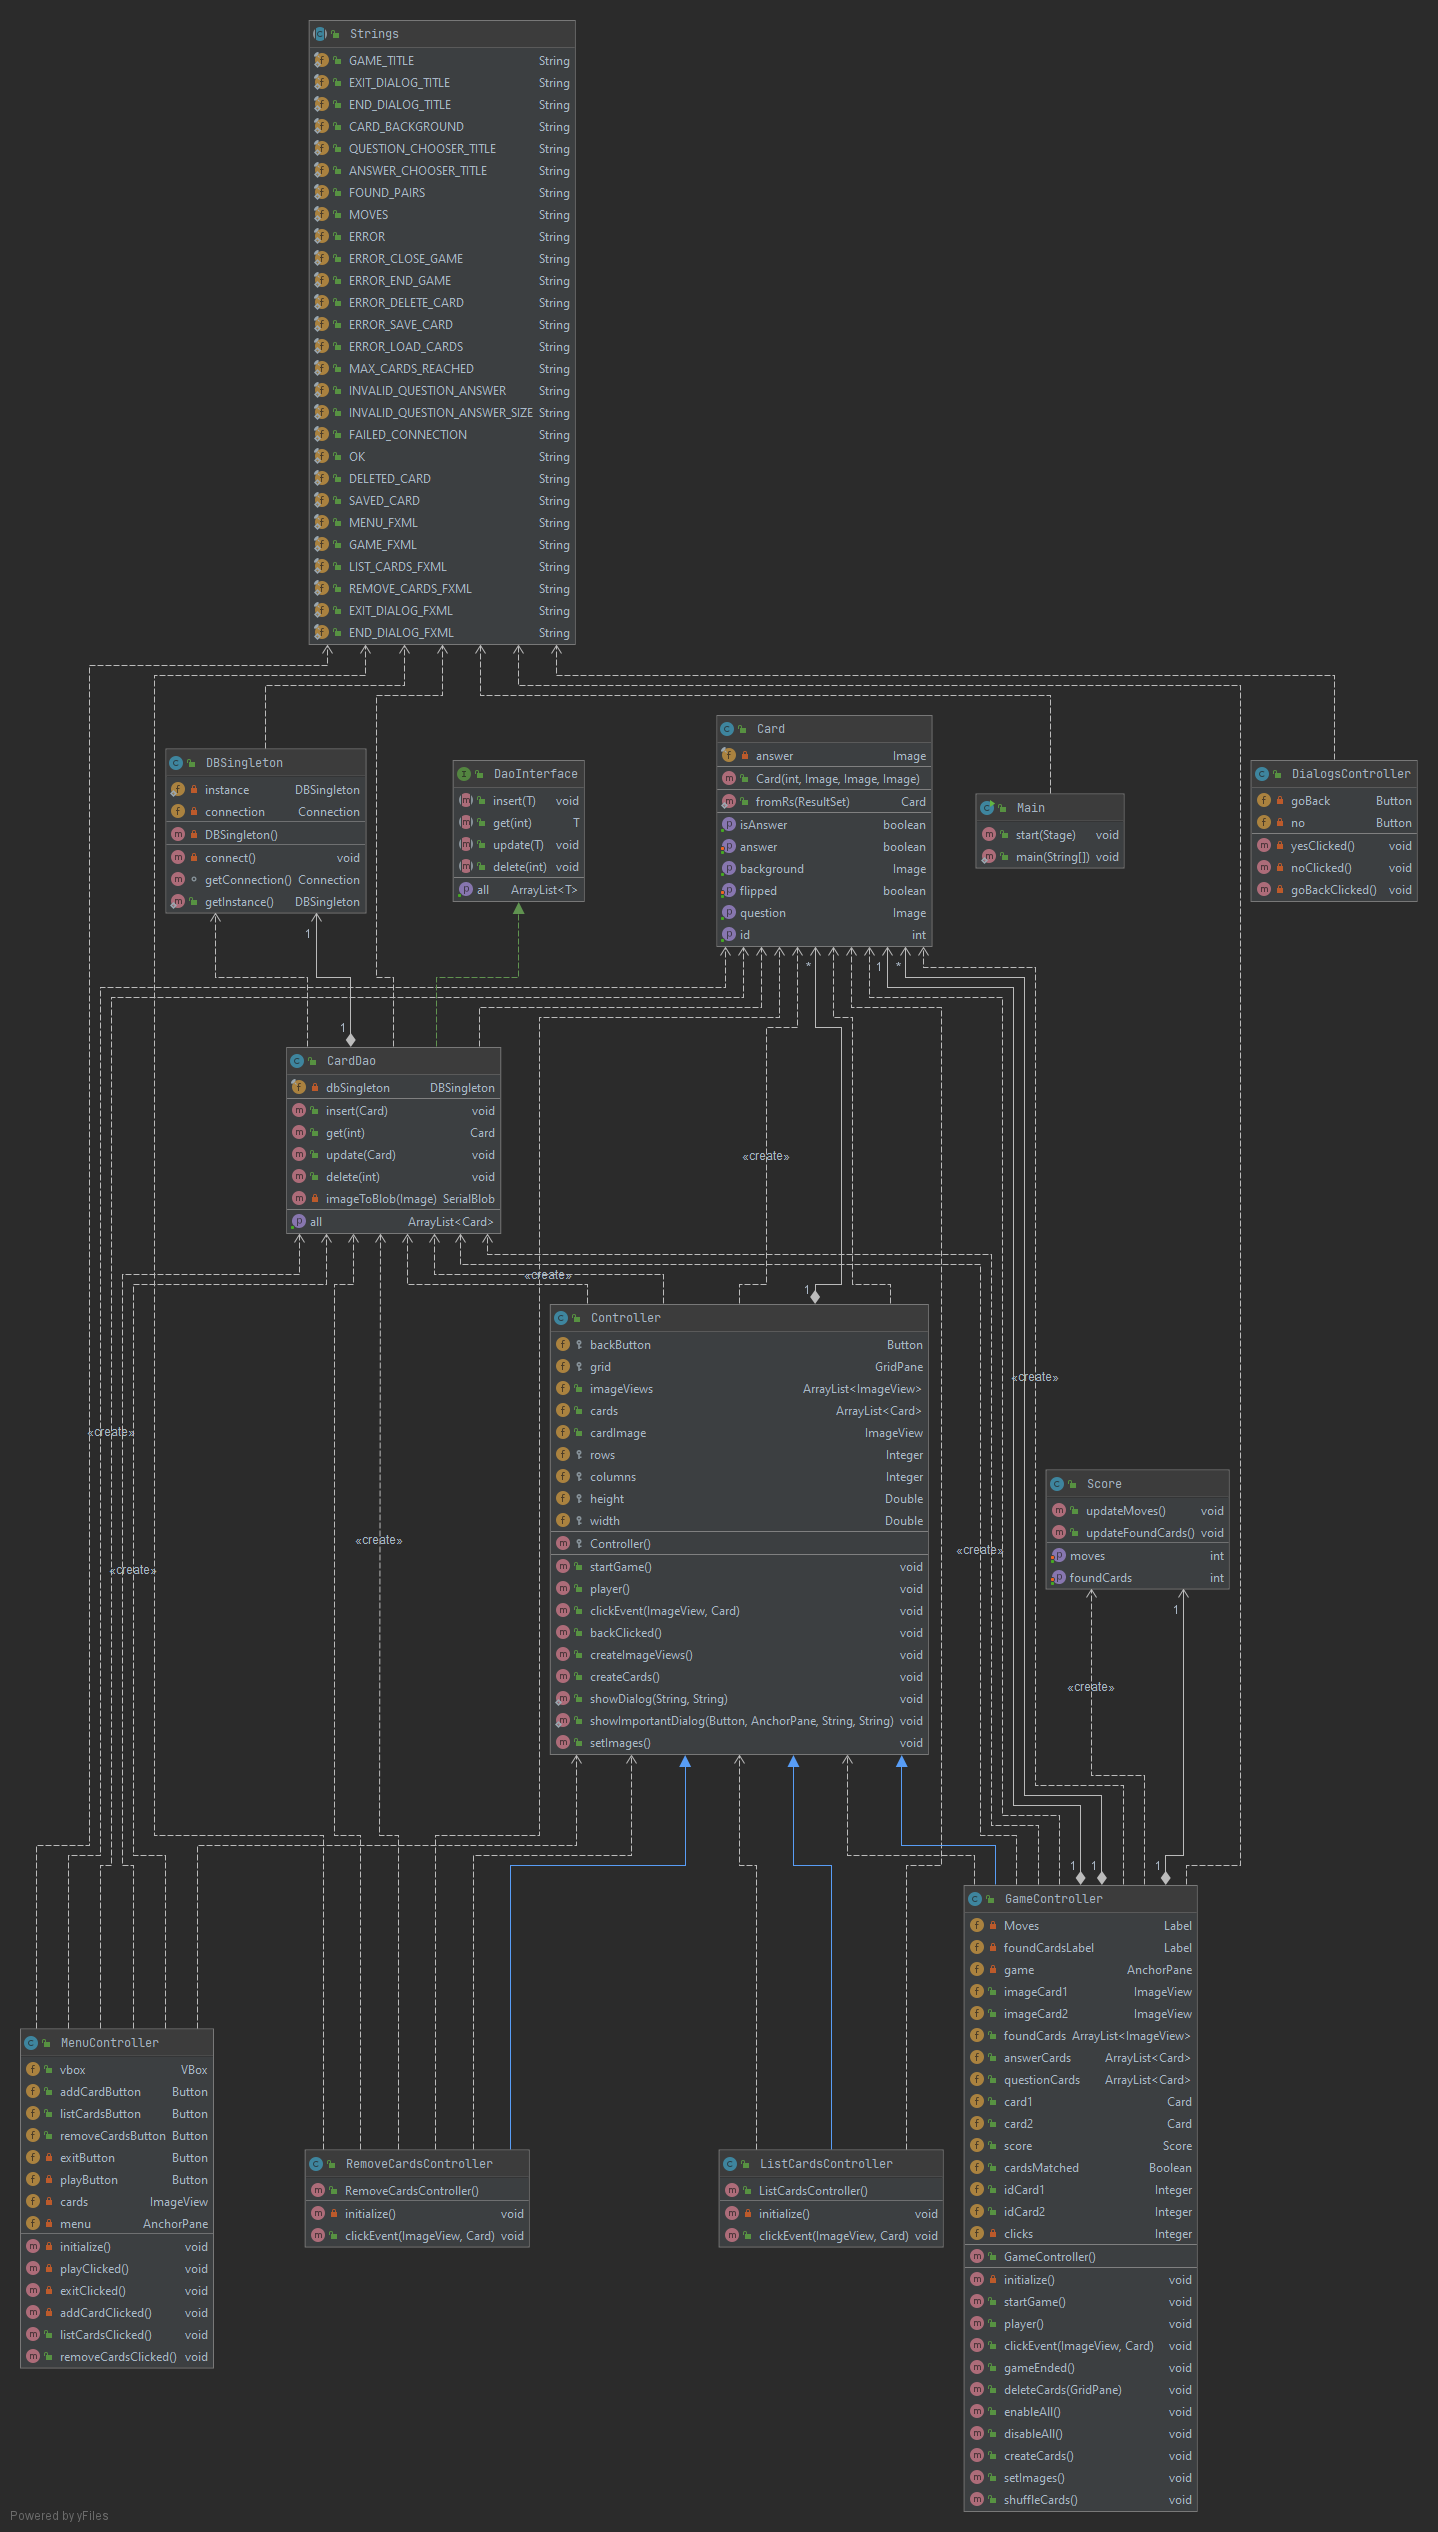 Strings
GAME_TITLE String
EXIT_DIALOG_TITLE String
END_DIALOG_TITLE String
CARD_BACKGROUND String
QUESTION_CHOOSER_TITLE String
ANSWER_CHOOSER_TITLE String
FOUND_PAIRS String
MOVES String
ERROR String
ERROR_CLOSE_GAME String
ERROR_END_GAME String
ERROR_DELETE_CARD String
ERROR_SAVE_CARD String
ERROR_LOAD_CARDS String
MAX_CARDS_REACHED String
INVALID_QUESTION_ANSWER String
INVALID_QUESTION_ANSWER_SIZE String
FAILED_CONNECTION String
OK String
DELETED_CARD String
SAVED_CARD String
MENU_FXML String
GAME_FXML String
LIST_CARDS_FXML String
REMOVE_CARDS_FXML String
EXIT_DIALOG_FXML String
END_DIALOG_FXML String
DBSingleton
instance DBSingleton
connection Connection
DBSingleton()
connect() void
getConnection() Connection
getInstance() DBSingleton
DaoInterface
insert(T) void
get(int) T
update(T) void
delete(int) void
all ArrayList<T>
Card
answer Image
Card(int, Image, Image, Image)
fromRs(ResultSet) Card
isAnswer boolean
answer boolean
background Image
flipped boolean
question Image
id int
Main
start(Stage) void
main(String[]) void
DialogsController
goBack Button
no Button
yesClicked() void
noClicked() void
goBackClicked() void
1
*
1
*
1
CardDao
dbSingleton DBSingleton
insert(Card) void
get(int) Card
update(Card) void
delete(int) void
imageToBlob(Image) SerialBlob
all ArrayList<Card>
«create»
«create»
1
Controller
backButton Button
grid GridPane
imageViews ArrayList<ImageView>
cards ArrayList<Card>
cardImage ImageView
rows Integer
columns Integer
height Double
width Double
Controller()
startGame() void
player() void
clickEvent(ImageView, Card) void
backClicked() void
createImageViews() void
createCards() void
showDialog(String, String) void
showImportantDialog(Button, AnchorPane, String, String) void
setImages() void
«create»
«create»
«create»
«create»
«create»
Score
updateMoves() void
updateFoundCards() void
moves int
foundCards int
1
«create»
1
1
1
GameController
Moves Label
foundCardsLabel Label
game AnchorPane
imageCard1 ImageView
imageCard2 ImageView
foundCards ArrayList<ImageView>
answerCards ArrayList<Card>
questionCards ArrayList<Card>
card1 Card
card2 Card
score Score
cardsMatched Boolean
idCard1 Integer
idCard2 Integer
clicks Integer
GameController()
initialize() void
startGame() void
player() void
clickEvent(ImageView, Card) void
gameEnded() void
deleteCards(GridPane) void
enableAll() void
disableAll() void
createCards() void
setImages() void
shuffleCards() void
MenuController
vbox VBox
addCardButton Button
listCardsButton Button
removeCardsButton Button
exitButton Button
playButton Button
cards ImageView
menu AnchorPane
initialize() void
playClicked() void
exitClicked() void
addCardClicked() void
listCardsClicked() void
removeCardsClicked() void
RemoveCardsController
RemoveCardsController()
initialize() void
clickEvent(ImageView, Card) void
ListCardsController
ListCardsController()
initialize() void
clickEvent(ImageView, Card) void
Powered by yFiles